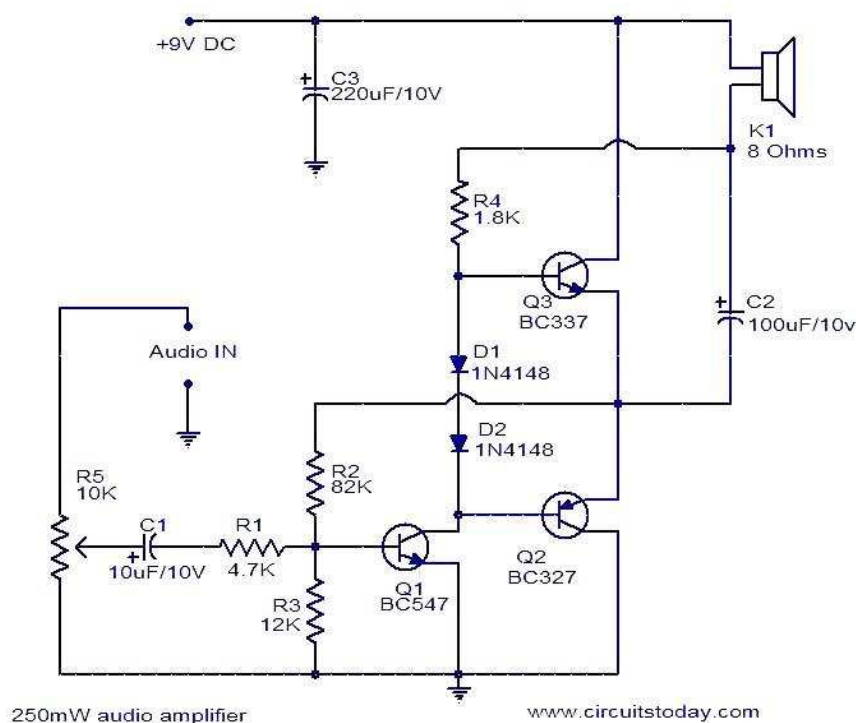 +9V DC
C3
220uF/10V
K1
8 Ohms
R4
1.8K
Q3
BC337
C2
100uF/10v
Audio IN
D1
1N4148
D2
1N4148
R5
10K
R2
82K
C1
10uF/10V
R1
4.7K
Q1
BC547
Q2
BC327
R3
12K
250mW audio amplifier
www.circuitstoday.com